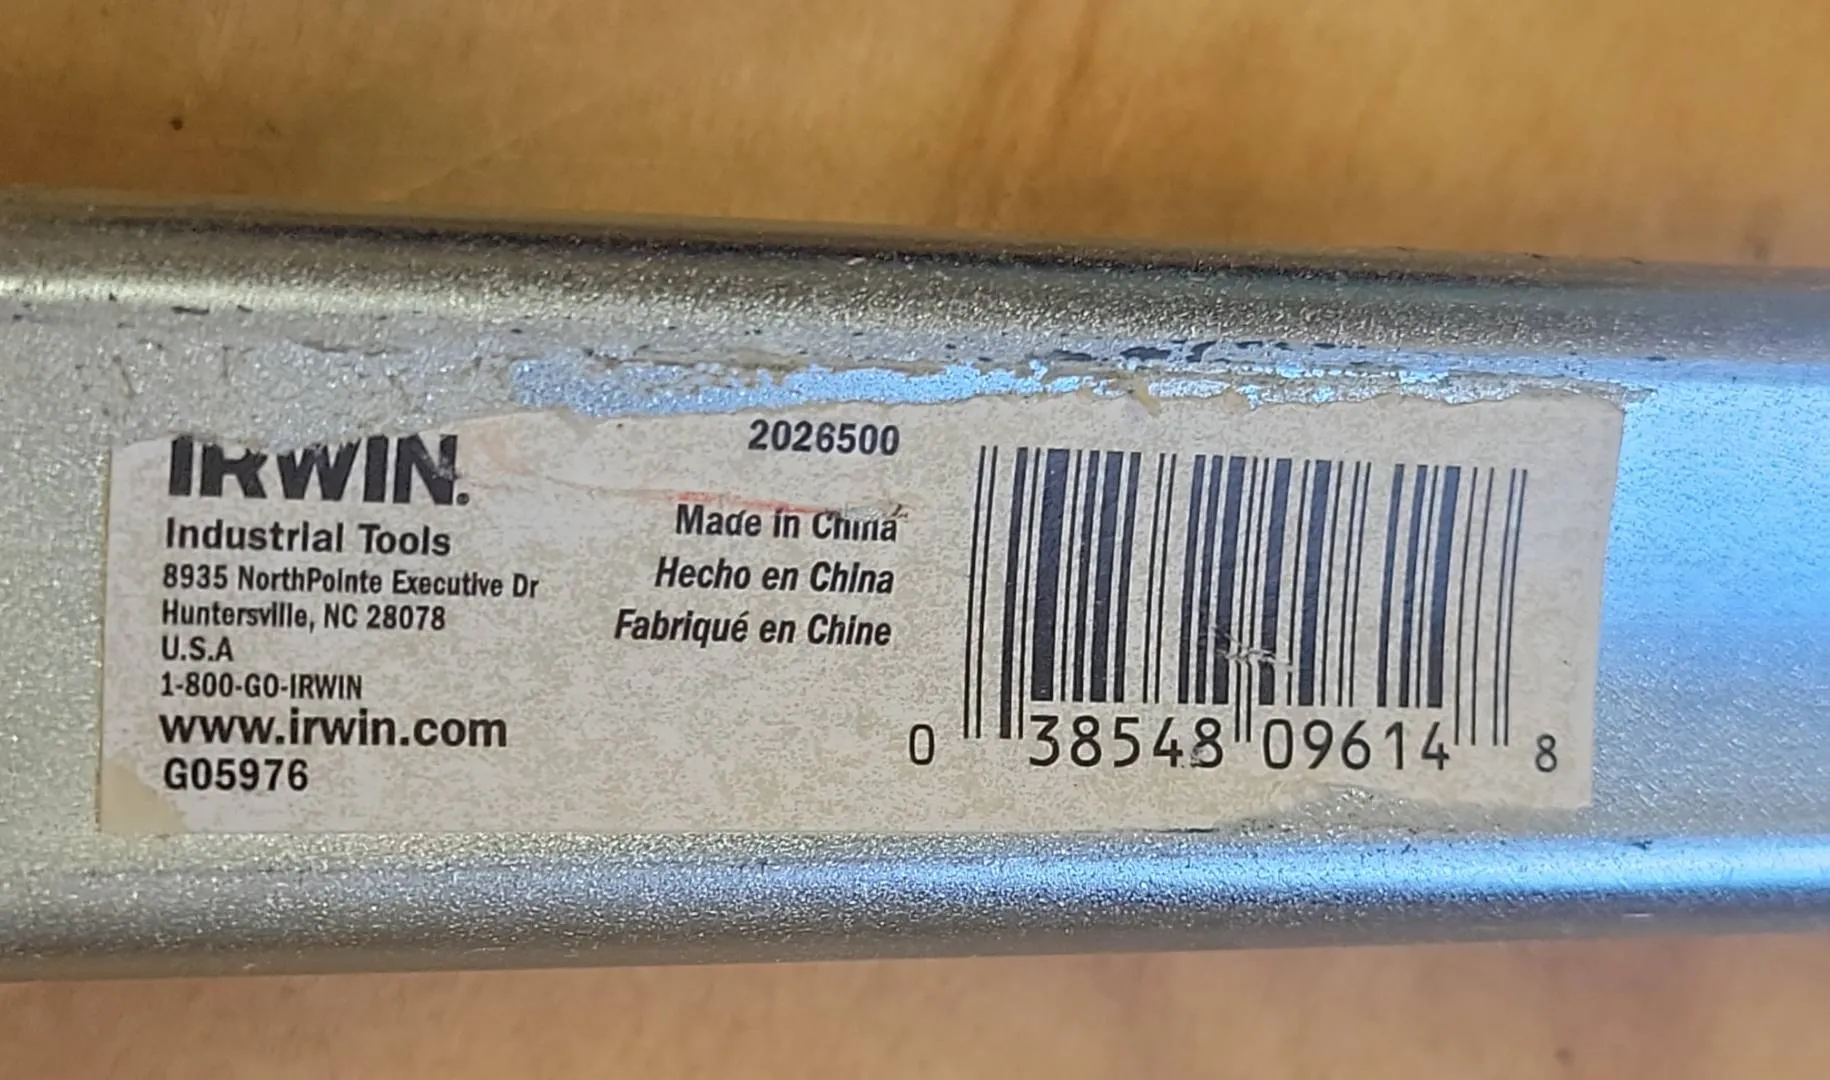 IRWIN.
Industrial Tools
8935 NorthPointe Executive Dr
Huntersville, NC 28078
U.S.A
1-800-GO-IRWIN
www.irwin.com
G05976
2026500
Made in China
Hecho en China
Fabriqué en Chine
0 38548 09614 8